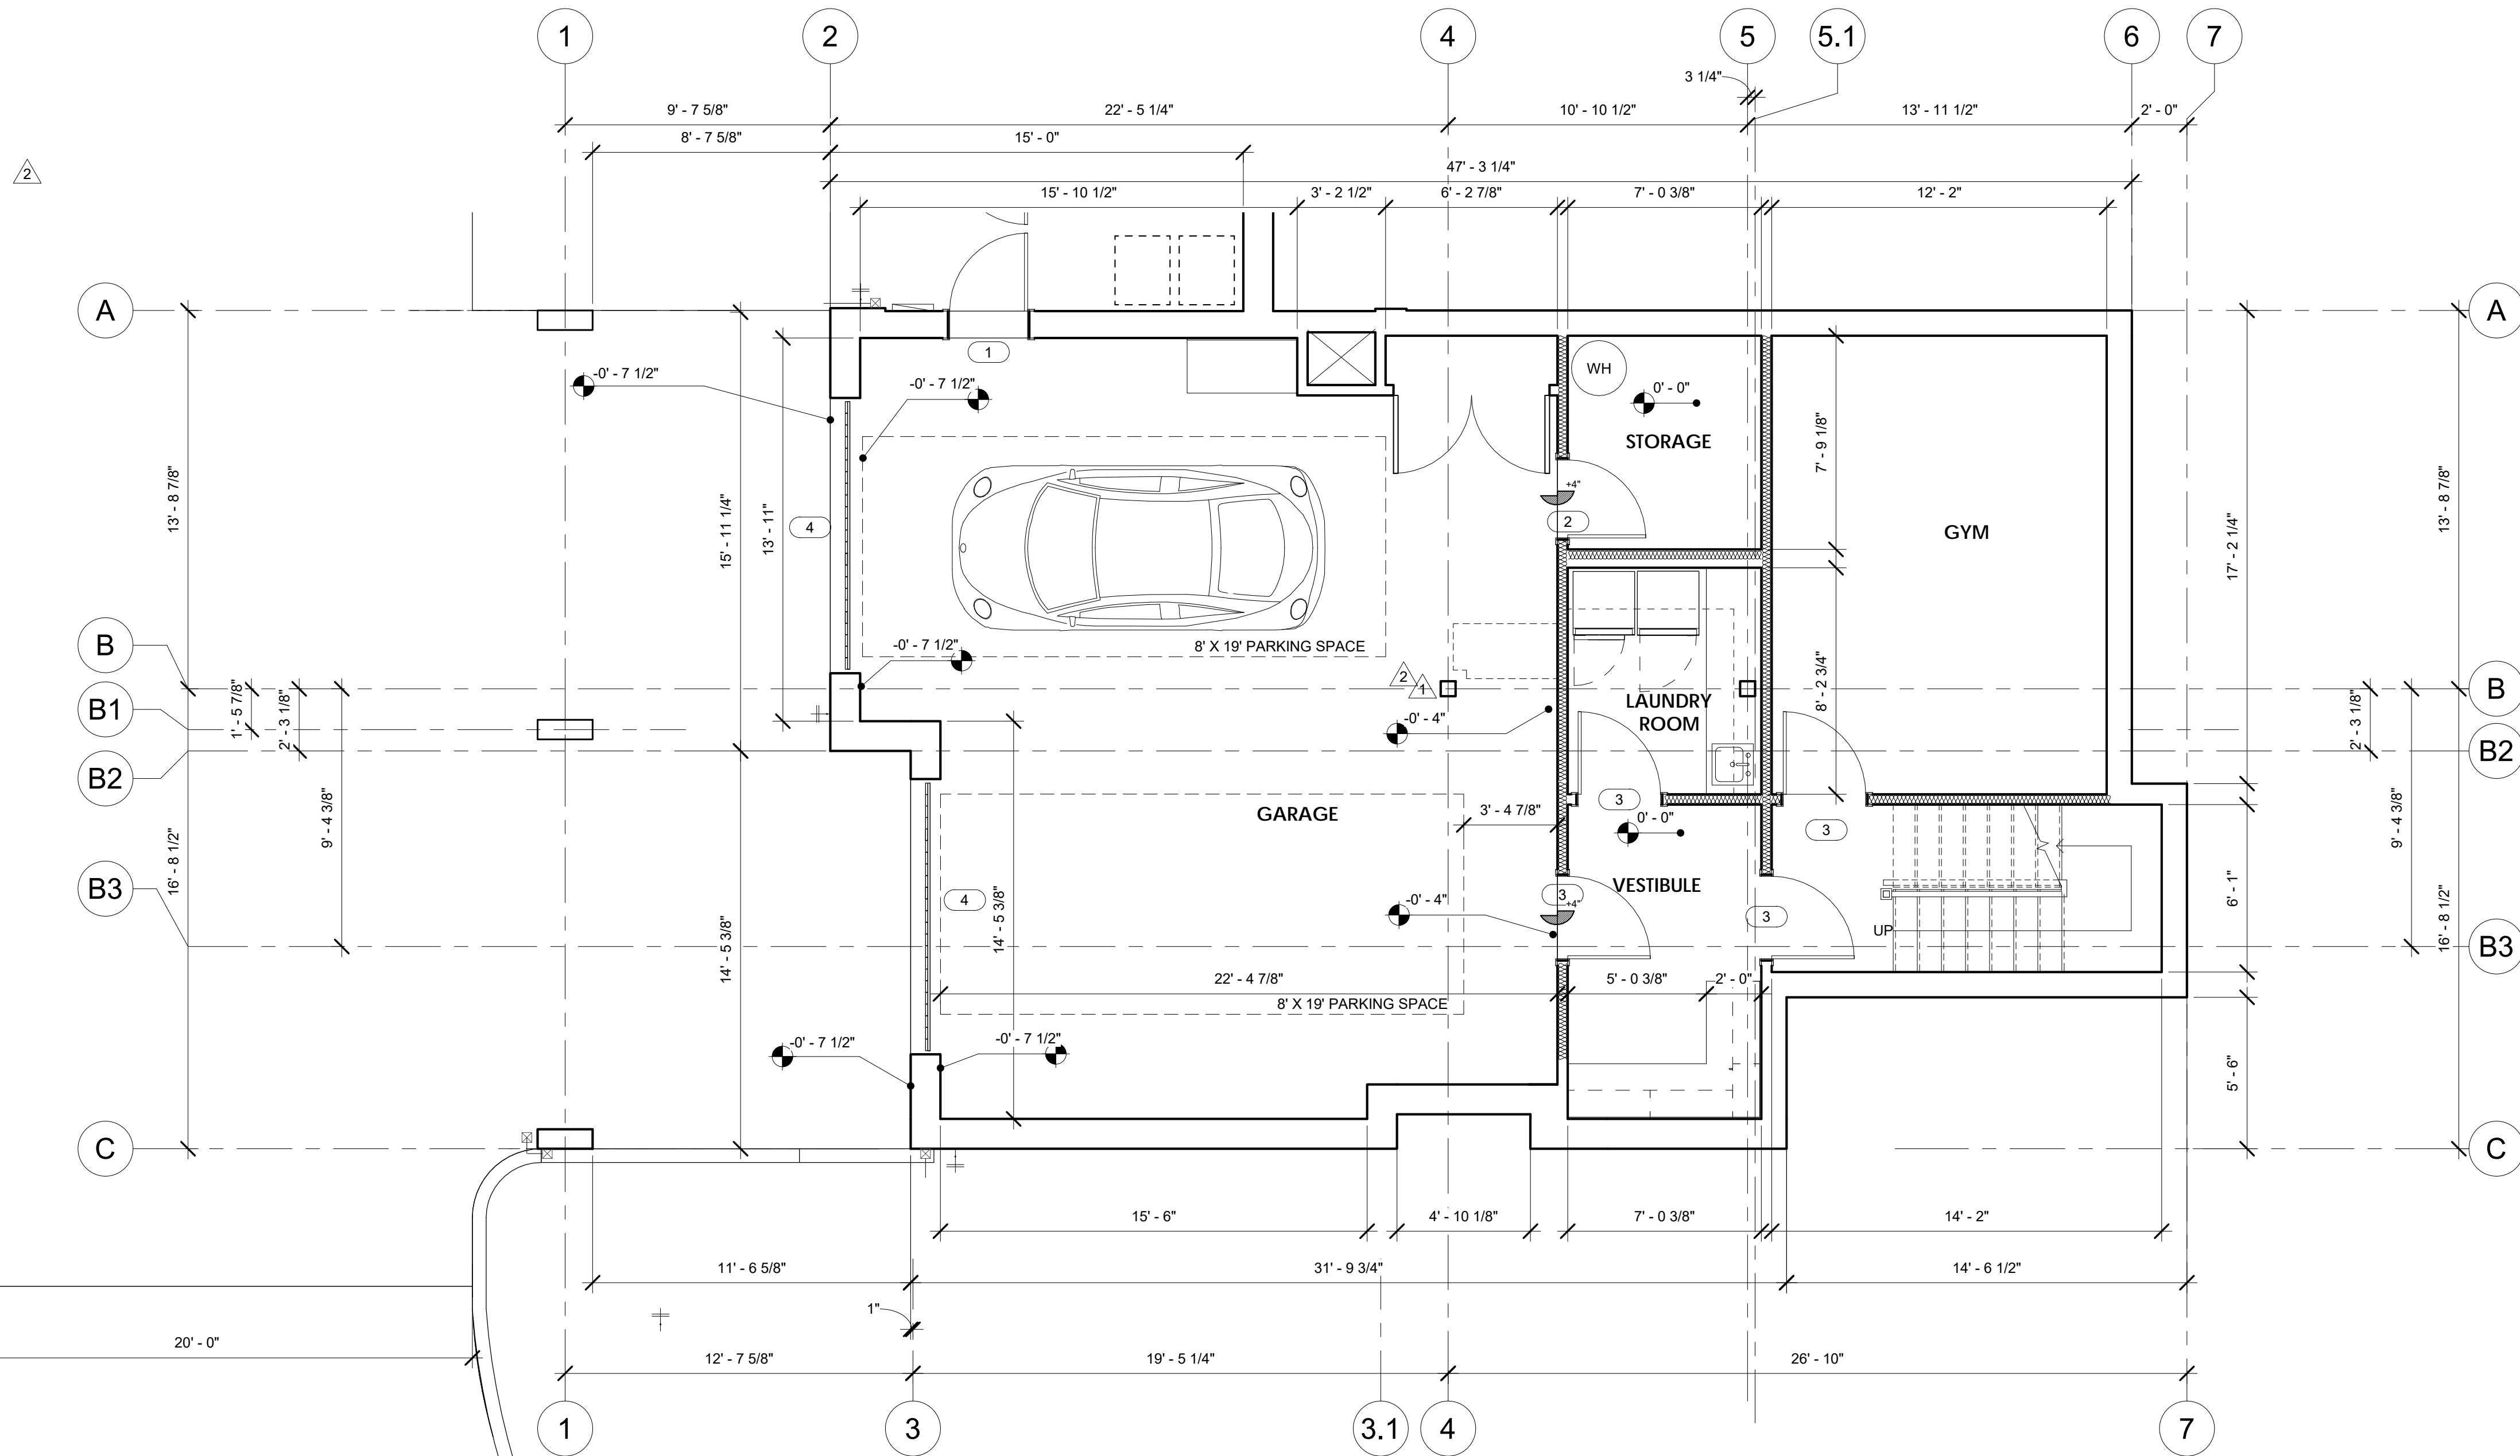 1
2
4
5
5.1
6
7
3 1/4"
9' - 7 5/8"
22' - 5 1/4"
10' - 10 1/2"
13' - 11 1/2"
2' - 0"
8' - 7 5/8"
15' - 0"
47' - 3 1/4"
2
15' - 10 1/2"
3' - 2 1/2"
6' - 2 7/8"
7' - 0 3/8"
12' - 2"
A
A
1
WH
-0' - 7 1/2"
-0' - 7 1/2"
0' - 0"
STORAGE
7' - 9 1/8"
13' - 8 7/8"
15' - 11 1/4"
13' - 11"
4
+4"
2
GYM
17' - 2 1/4"
13' - 8 7/8"
B
-0' - 7 1/2"
8' X 19' PARKING SPACE
2
1
LAUNDRY
ROOM
8' - 2 3/4"
B
B1
1' - 5 7/8"
2' - 3 1/8"
-0' - 4"
2' - 3 1/8"
B2
B2
9' - 4 3/8"
GARAGE
3' - 4 7/8"
3
0' - 0"
3
9' - 4 3/8"
16' - 8 1/2"
B3
4
14' - 5 3/8"
14' - 5 3/8"
-0' - 4"
3
+4"
VESTIBULE
3
UP
6' - 1"
16' - 8 1/2"
B3
22' - 4 7/8"
5' - 0 3/8"
2' - 0"
8' X 19' PARKING SPACE
-0' - 7 1/2"
-0' - 7 1/2"
5' - 6"
C
C
15' - 6"
4' - 10 1/8"
7' - 0 3/8"
14' - 2"
11' - 6 5/8"
31' - 9 3/4"
14' - 6 1/2"
1"
20' - 0"
12' - 7 5/8"
19' - 5 1/4"
26' - 10"
1
3
3.1
4
7